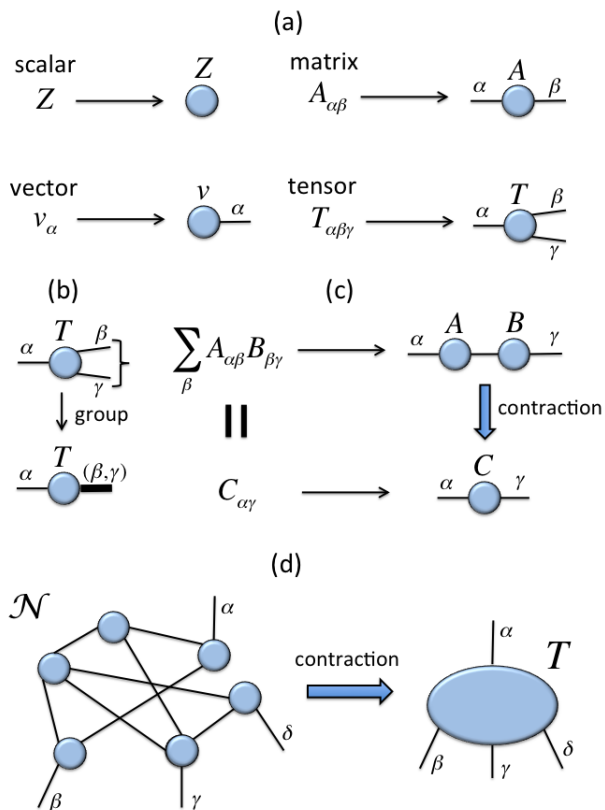 (a)
scalar
Z
Z
matrix
A_{αβ}
α A β
vector
v_α
v
α
tensor
T_{αβγ}
α T β
γ
(b)
T
α β
γ
group
T
α (β,γ)
(c)
∑_β A_{αβ} B_{βγ}
α A B γ
=
contraction
C_{αγ}
C
α γ
(d)
𝒩
α
β γ δ
contraction
α
T
β γ δ